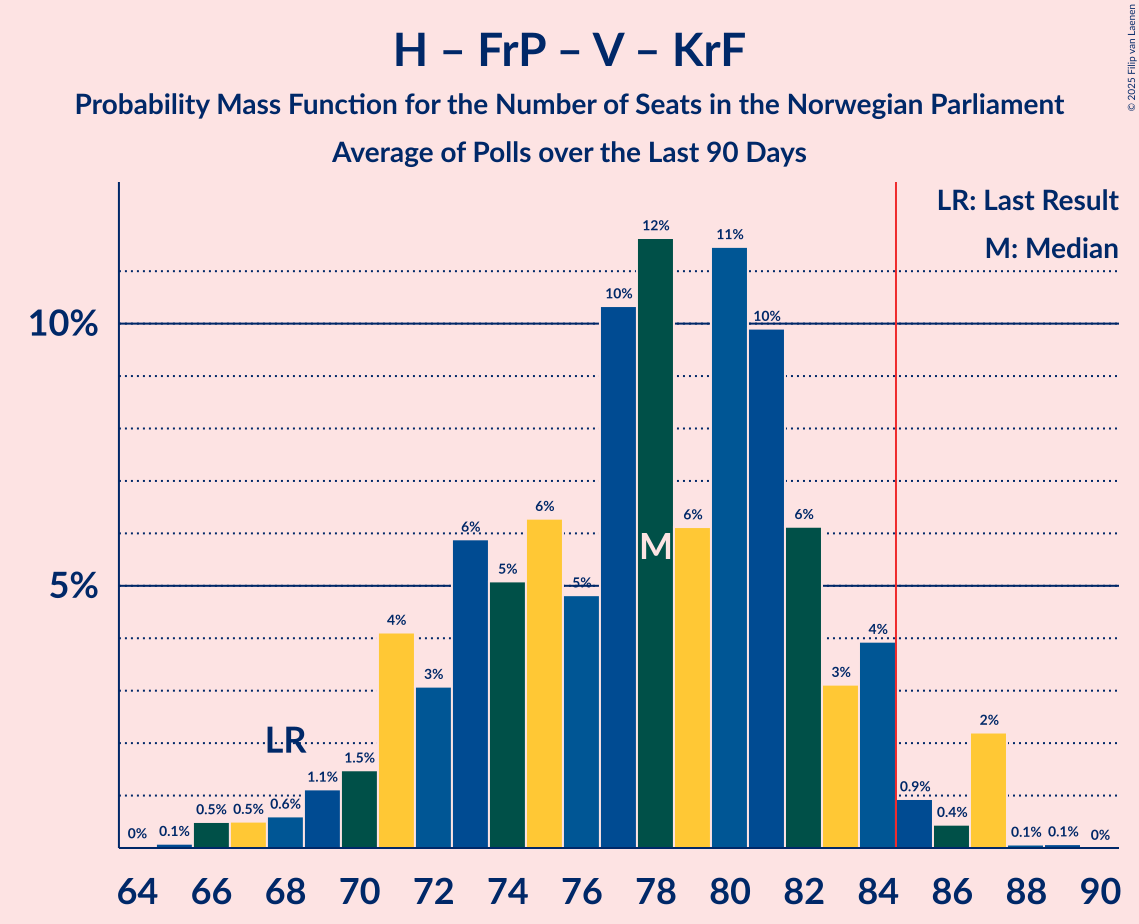 H – FrP – V – KrF
Probability Mass Function for the Number of Seats in the Norwegian Parliament
Average of Polls over the Last 90 Days
© 2025 Filip van Laenen
LR: Last Result
M: Median
10%
5%
0% 0.1% 0.5% 0.5% 0.6% 1.1% 1.5% 4% 3% 6% 5% 6% 5% 10% 12% 6% 11% 10% 6% 3% 4% 0.9% 0.4% 2% 0.1% 0.1% 0%
LR
M
64 66 68 70 72 74 76 78 80 82 84 86 88 90